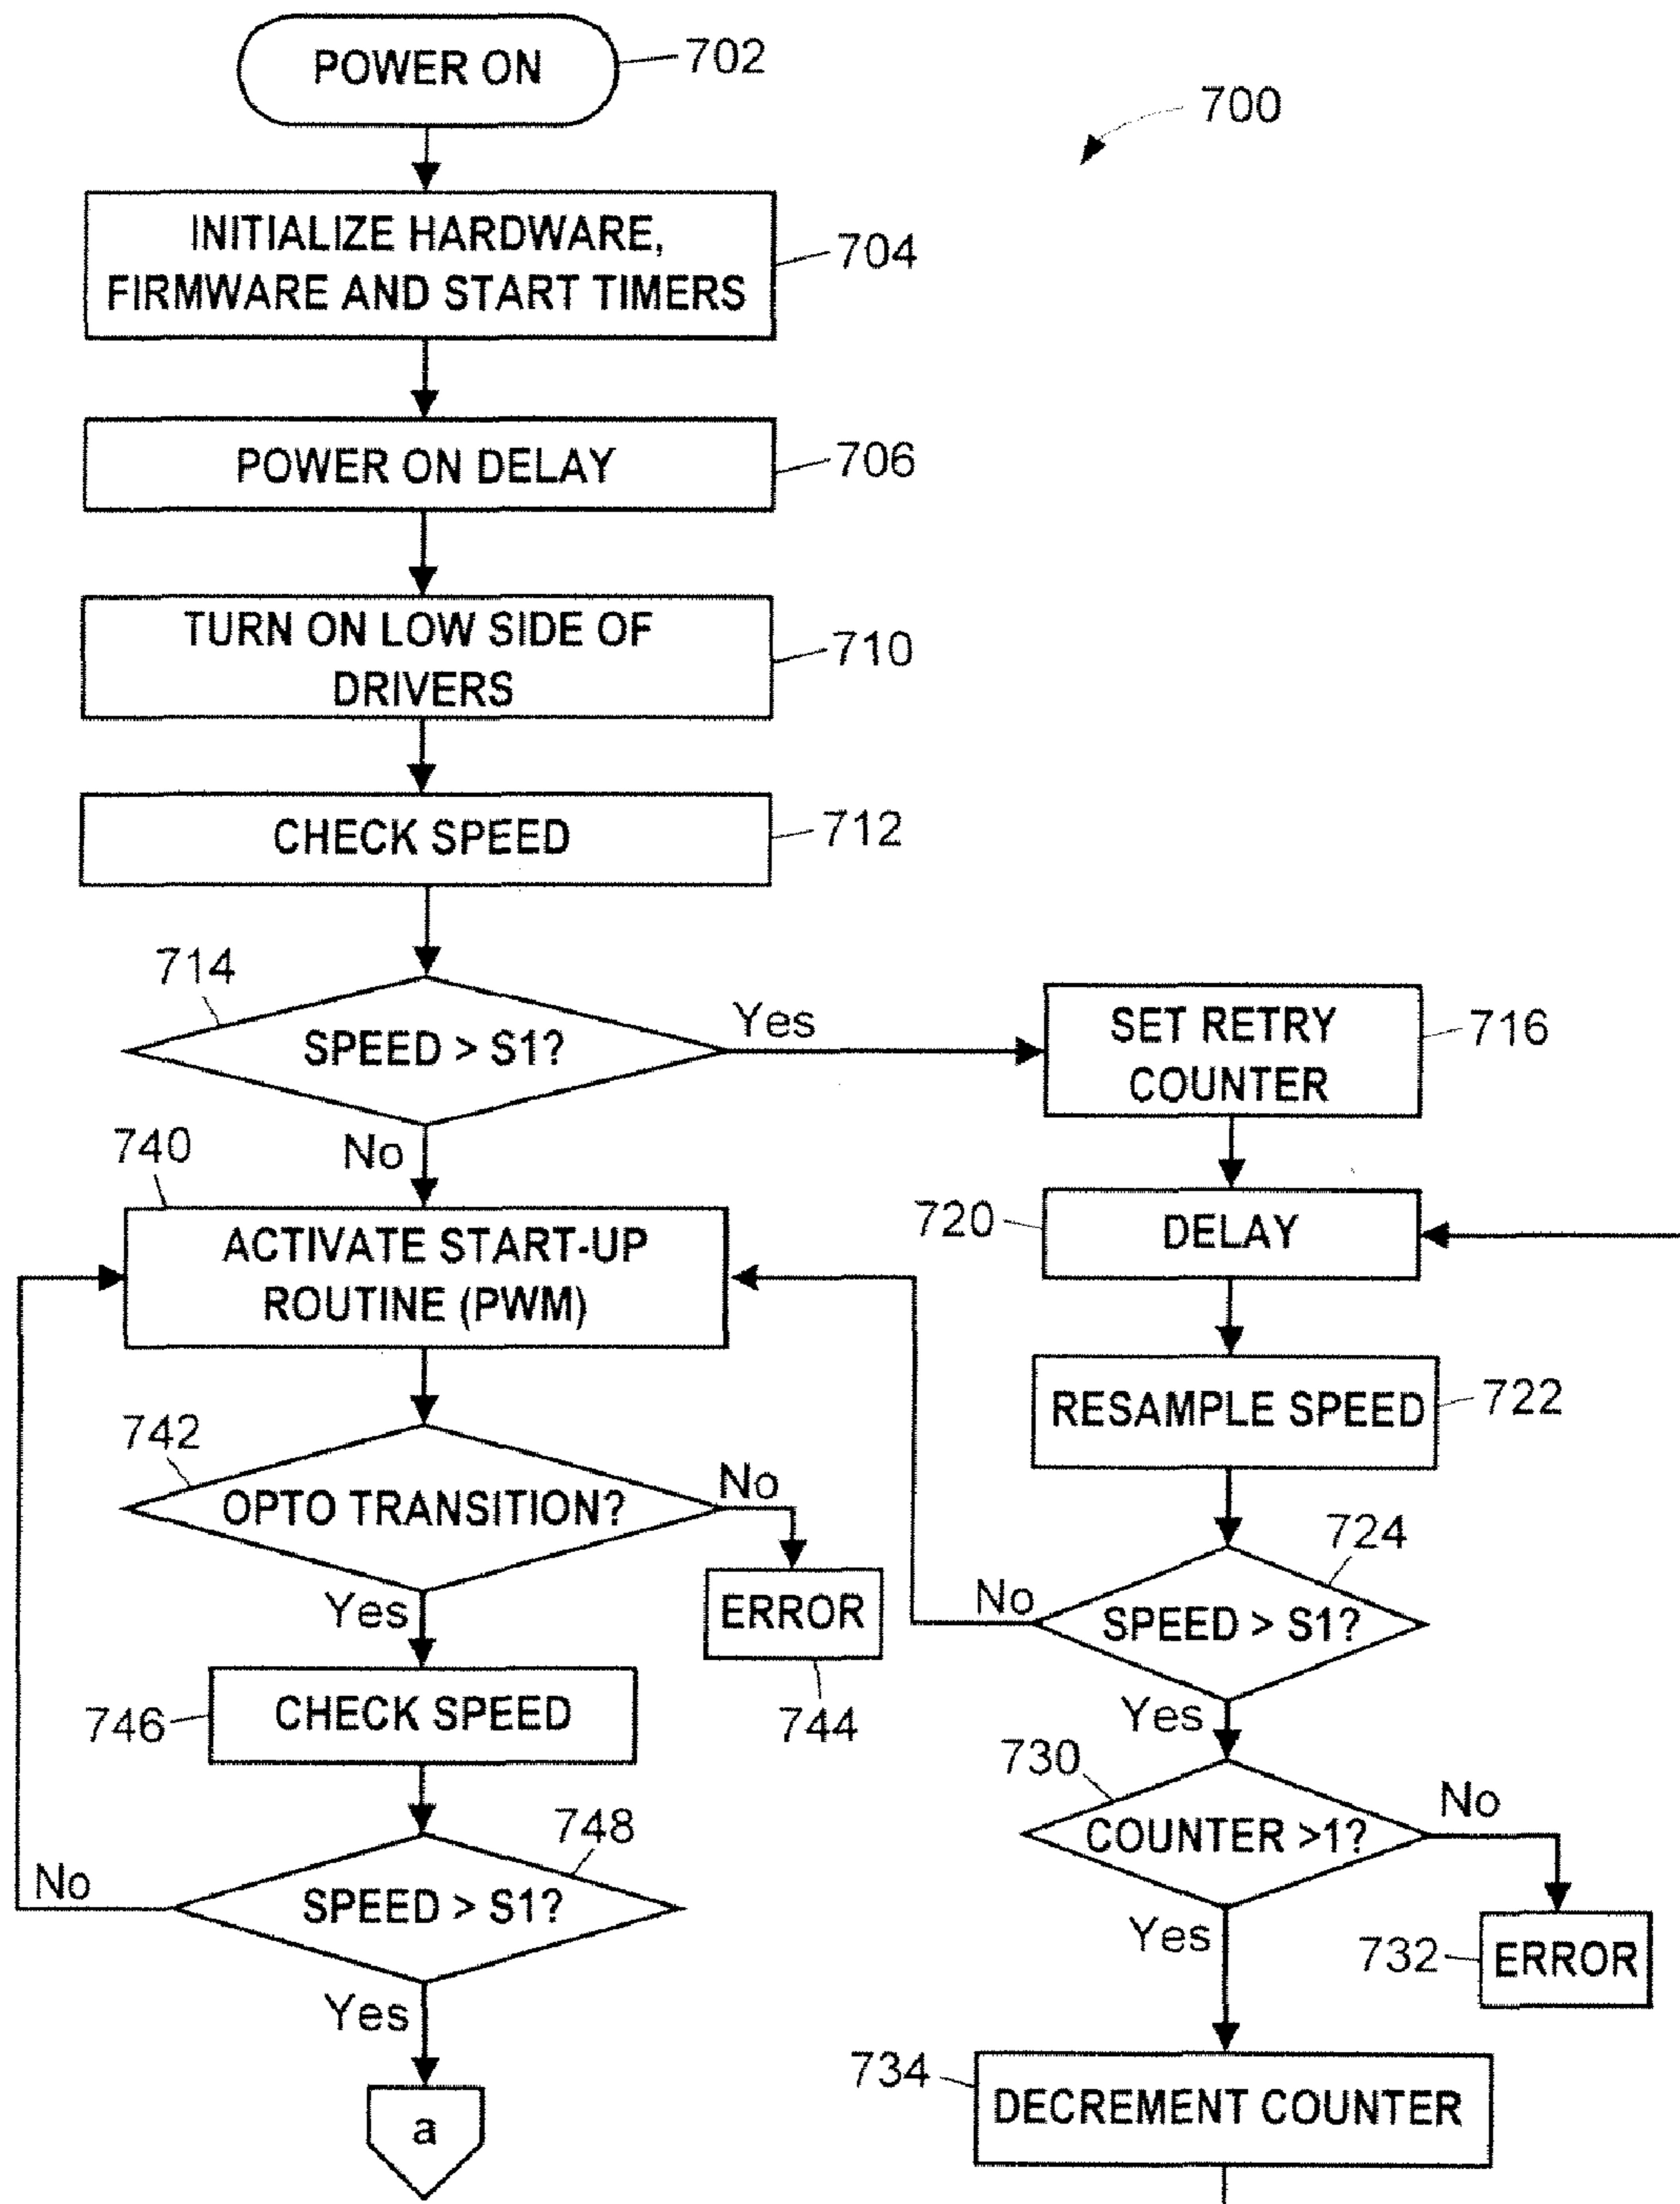 POWER ON
702
700
INITIALIZE HARDWARE,
FIRMWARE AND START TIMERS
704
POWER ON DELAY
706
TURN ON LOW SIDE OF
DRIVERS
710
CHECK SPEED
712
714
SPEED > S1?
Yes
No
SET RETRY
COUNTER
716
740
ACTIVATE START-UP
ROUTINE (PWM)
720
DELAY
RESAMPLE SPEED
722
742
OPTO TRANSITION?
No
Yes
ERROR
744
724
SPEED > S1?
No
Yes
746
CHECK SPEED
730
COUNTER >1?
No
Yes
732
ERROR
748
SPEED > S1?
No
Yes
734
DECREMENT COUNTER
a